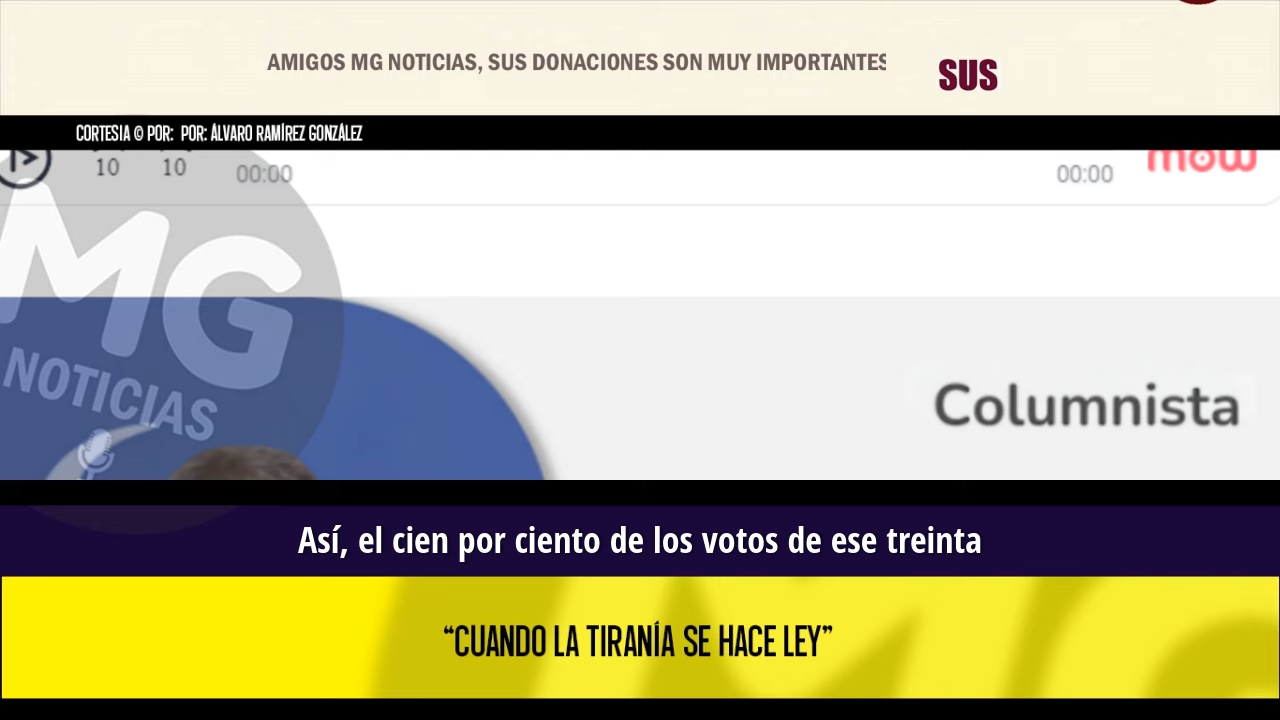 AMIGOS MG NOTICIAS, SUS DONACIONES SON MUY IMPORTANTES
SUS
CORTESIA © POR: POR: ÁLVARO RAMÍREZ GONZÁLEZ
10 10 00:00 00:00
MG
NOTICIAS
Columnista
Así, el cien por ciento de los votos de ese treinta
“CUANDO LA TIRANÍA SE HACE LEY”